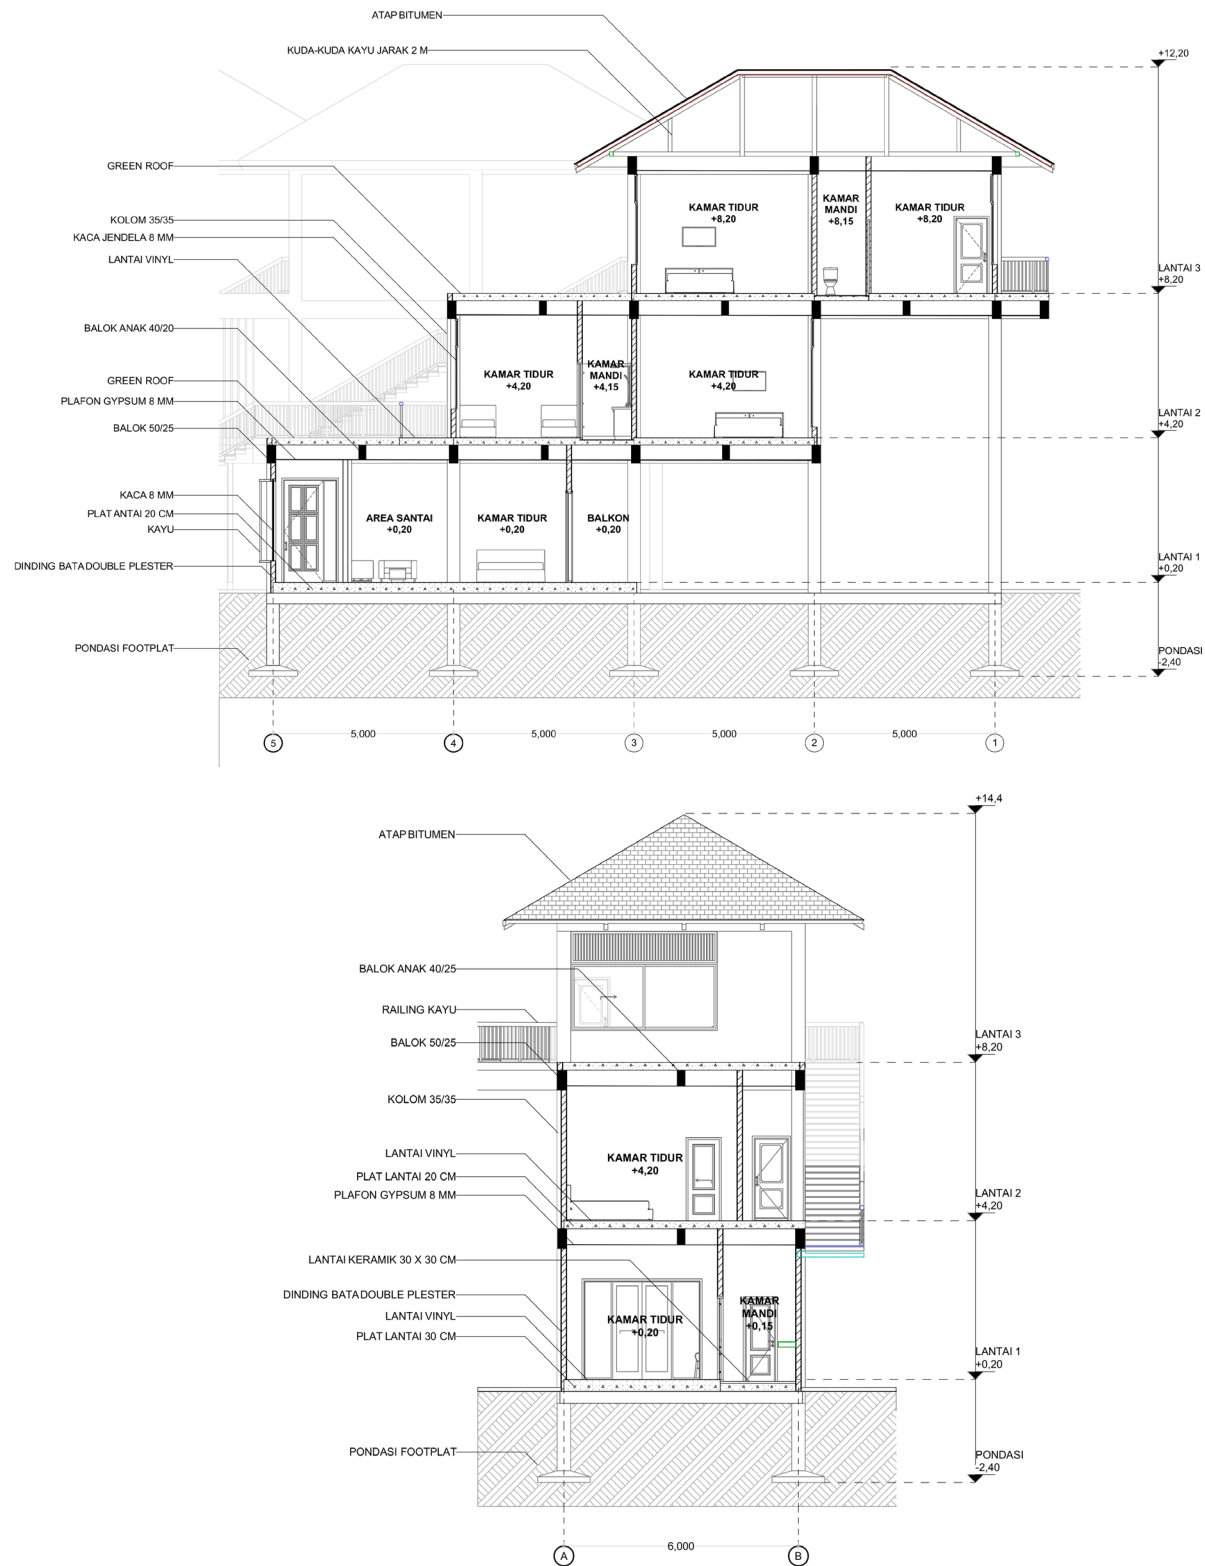 ATAP BITUMEN
KUDA-KUDA KAYU JARAK 2 M
+12,20
GREEN ROOF
KAMAR TIDUR
+8,20
KAMAR
MANDI
+8,15
KAMAR TIDUR
+8,20
KOLOM 35/35
KACA JENDELA 8 MM
LANTAI VINYL
LANTAI 3
+8,20
BALOK ANAK 40/20
KAMAR TIDUR
+4,20
KAMAR
MANDI
+4,15
KAMAR TIDUR
+4,20
GREEN ROOF
PLAFON GYPSUM 8 MM
BALOK 50/25
LANTAI 2
+4,20
KACA 8 MM
PLAT ANTAI 20 CM
KAYU
AREA SANTAI
+0,20
KAMAR TIDUR
+0,20
BALKON
+0,20
DINDING BATA DOUBLE PLESTER
LANTAI 1
+0,20
PONDASI FOOTPLAT
PONDASI
-2,40
5 5,000 4 5,000 3 5,000 2 5,000 1
+14,4
ATAP BITUMEN
BALOK ANAK 40/25
RAILING KAYU
BALOK 50/25
LANTAI 3
+8,20
KOLOM 35/35
LANTAI VINYL
KAMAR TIDUR
+4,20
PLAT LANTAI 20 CM
PLAFON GYPSUM 8 MM
LANTAI 2
+4,20
LANTAI KERAMIK 30 X 30 CM
DINDING BATA DOUBLE PLESTER
LANTAI VINYL
PLAT LANTAI 30 CM
KAMAR TIDUR
+0,20
KAMAR
MANDI
+0,15
LANTAI 1
+0,20
PONDASI FOOTPLAT
PONDASI
-2,40
A 6,000 B